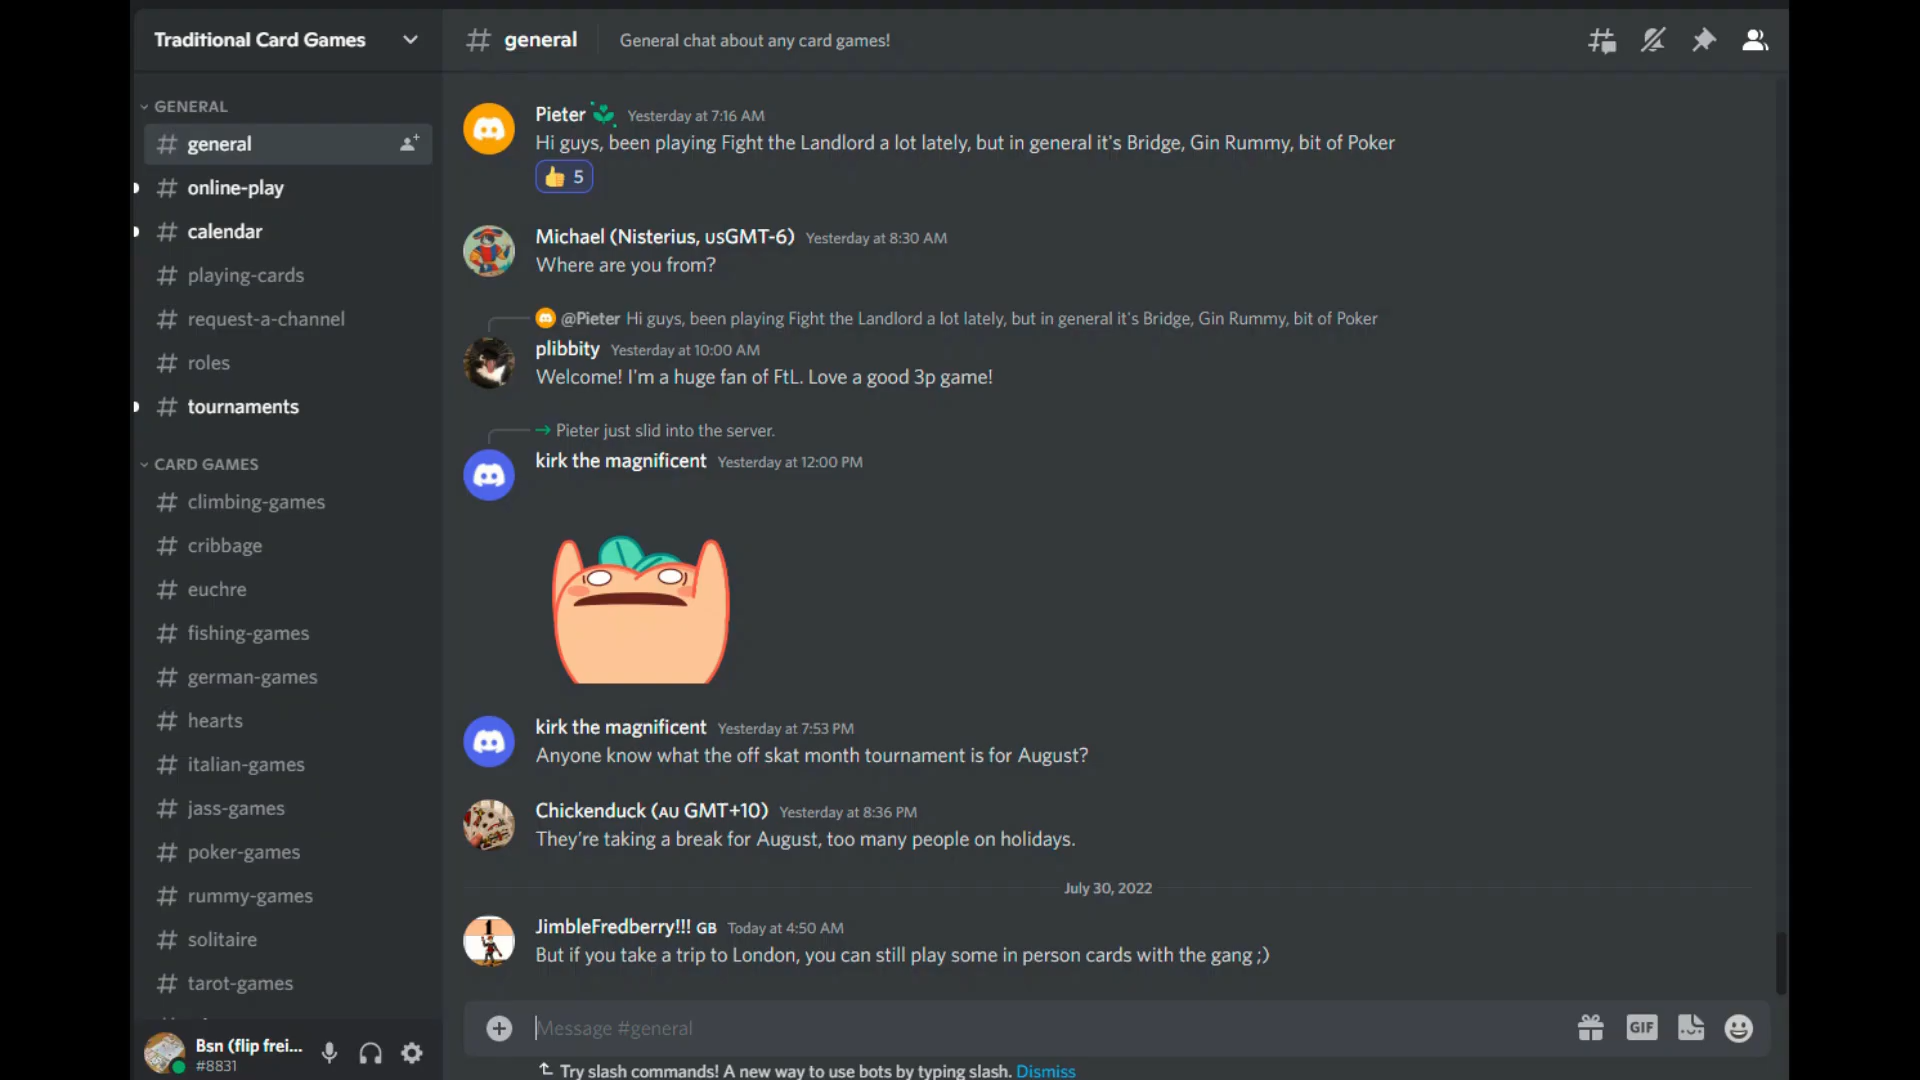 Traditional Card Games
general
General chat about any card games!
GENERAL
general
online-play
calendar
playing-cards
request-a-channel
roles
tournaments
CARD GAMES
climbing-games
cribbage
euchre
fishing-games
german-games
hearts
italian-games
jass-games
poker-games
rummy-games
solitaire
tarot-games
Bsn (flip frei...
#8831
Pieter Yesterday at 7:16 AM
Hi guys, been playing Fight the Landlord a lot lately, but in general it's Bridge, Gin Rummy, bit of Poker
5
Michael (Nisterius, usGMT-6) Yesterday at 8:30 AM
Where are you from?
@Pieter Hi guys, been playing Fight the Landlord a lot lately, but in general it's Bridge, Gin Rummy, bit of Poker
plibbity Yesterday at 10:00 AM
Welcome! I'm a huge fan of FtL. Love a good 3p game!
Pieter just slid into the server.
kirk the magnificent Yesterday at 12:00 PM
kirk the magnificent Yesterday at 7:53 PM
Anyone know what the off skat month tournament is for August?
Chickenduck (AU GMT+10) Yesterday at 8:36 PM
They’re taking a break for August, too many people on holidays.
July 30, 2022
JimbleFredberry!!! GB Today at 4:50 AM
But if you take a trip to London, you can still play some in person cards with the gang ;)
Message #general
GIF
Try slash commands! A new way to use bots by typing slash. Dismiss